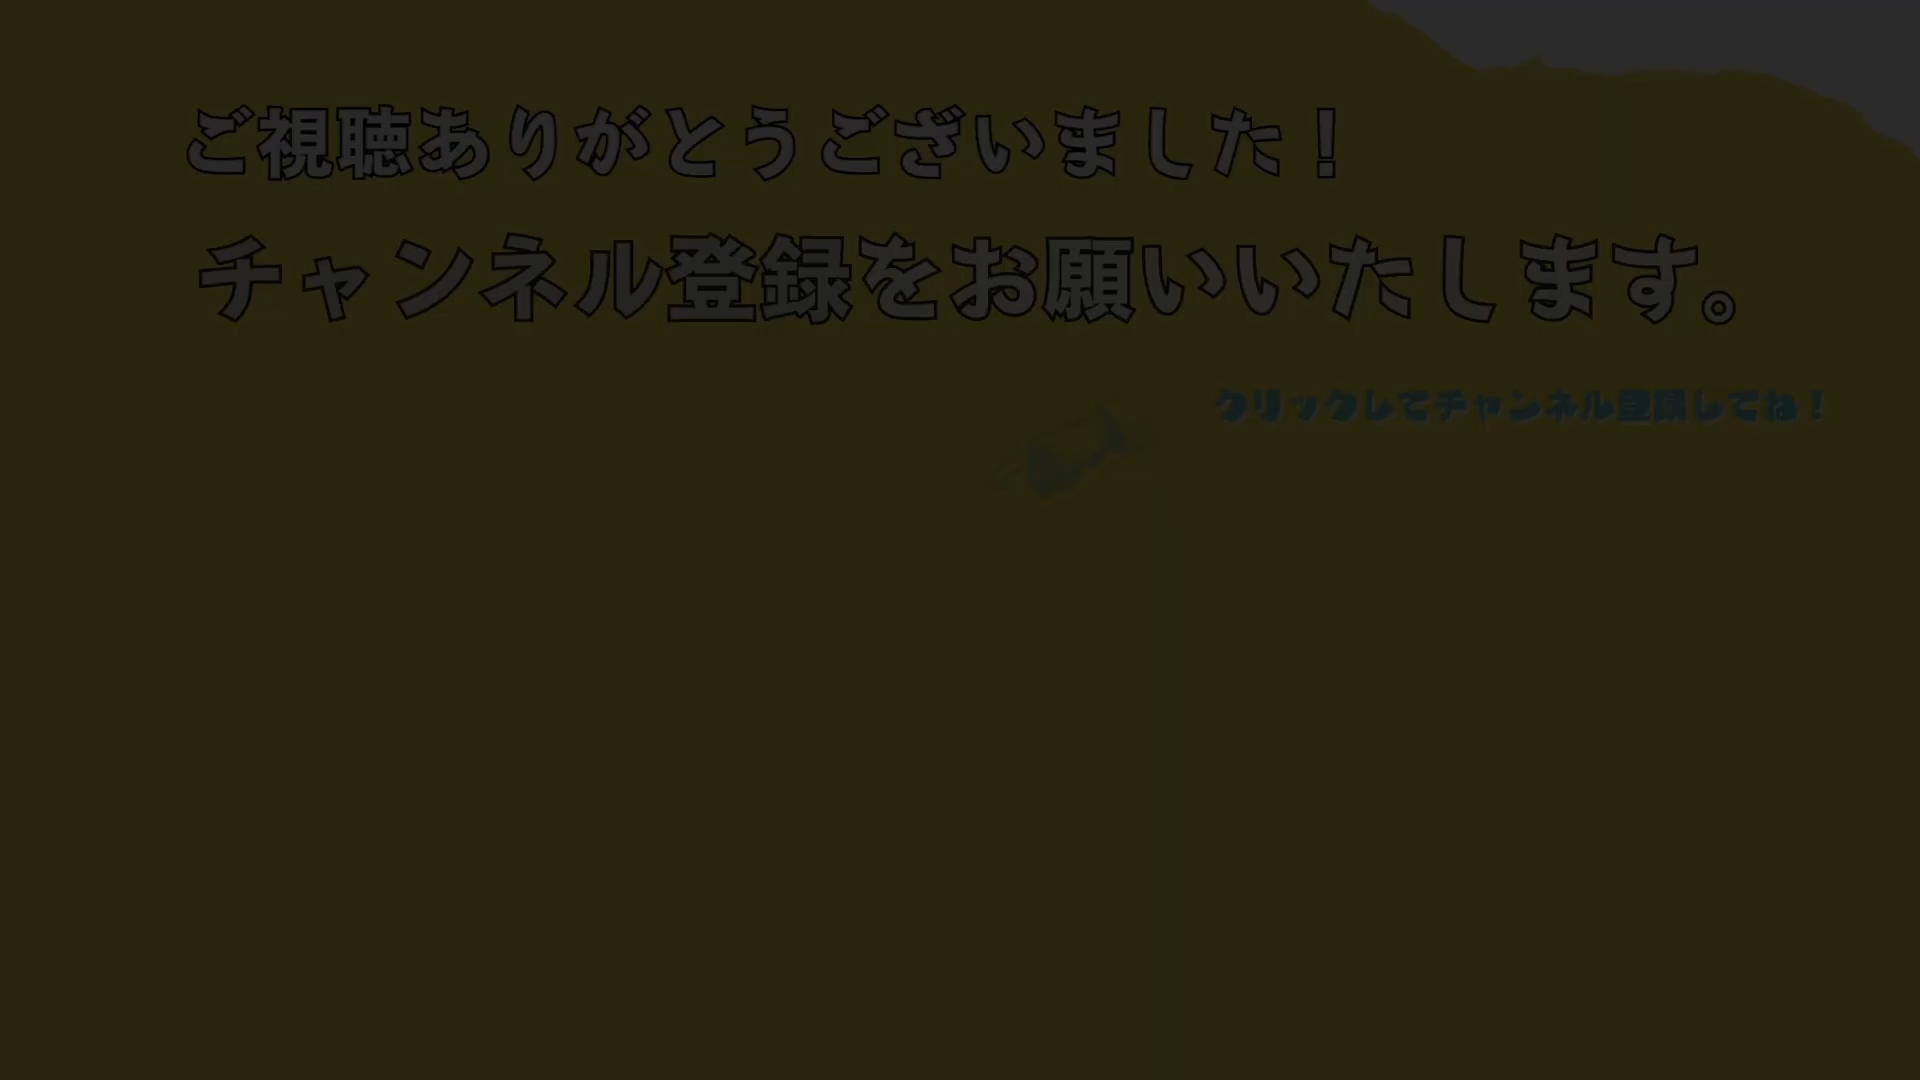 ご視聴ありがとうございました！
チャンネル登録をお願いいたします。
クリックしてチャンネル登録してね！